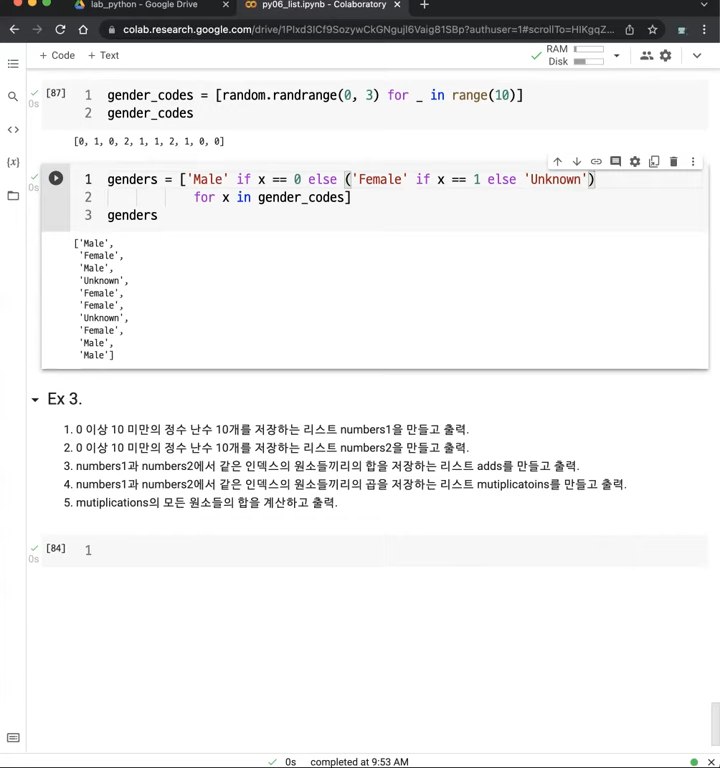 lab_python - Google Drive
py06_list.ipynb - Colaboratory
colab.research.google.com/drive/1PIxd3ICf9SozywCkGNgujI6Vaig81SBp?authuser=1#scrollTo=HIKgqZ...
+ Code + Text
RAM
Disk
[87]
0s
1 gender_codes = [random.randrange(0, 3) for _ in range(10)]
2 gender_codes
[0, 1, 0, 2, 1, 1, 2, 1, 0, 0]
0s
1 genders = ['Male' if x == 0 else ('Female' if x == 1 else 'Unknown')
2 for x in gender_codes]
3 genders
['Male',
'Female',
'Male',
'Unknown',
'Female',
'Female',
'Unknown',
'Female',
'Male',
'Male']
Ex 3.
1. 0 이상 10 미만의 정수 난수 10개를 저장하는 리스트 numbers1을 만들고 출력.
2. 0 이상 10 미만의 정수 난수 10개를 저장하는 리스트 numbers2을 만들고 출력.
3. numbers1과 numbers2에서 같은 인덱스의 원소들끼리의 합을 저장하는 리스트 adds를 만들고 출력.
4. numbers1과 numbers2에서 같은 인덱스의 원소들끼리의 곱을 저장하는 리스트 mutiplicatoins를 만들고 출력.
5. mutiplications의 모든 원소들의 합을 계산하고 출력.
[84] 1
0s
0s completed at 9:53 AM